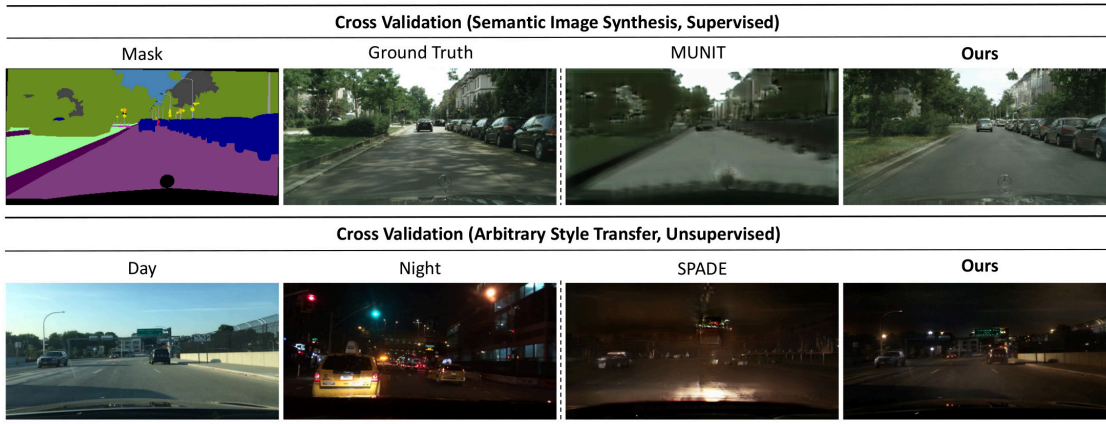 Cross Validation (Semantic Image Synthesis, Supervised)
Mask Ground Truth MUNIT Ours
Cross Validation (Arbitrary Style Transfer, Unsupervised)
Day Night SPADE Ours